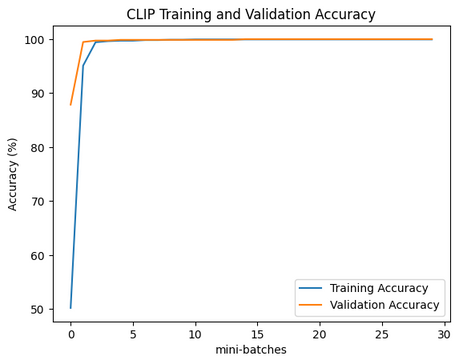 CLIP Training and Validation Accuracy
100
90
80
70
60
50
Accuracy (%)
0 5 10 15 20 25 30
mini-batches
Training Accuracy
Validation Accuracy